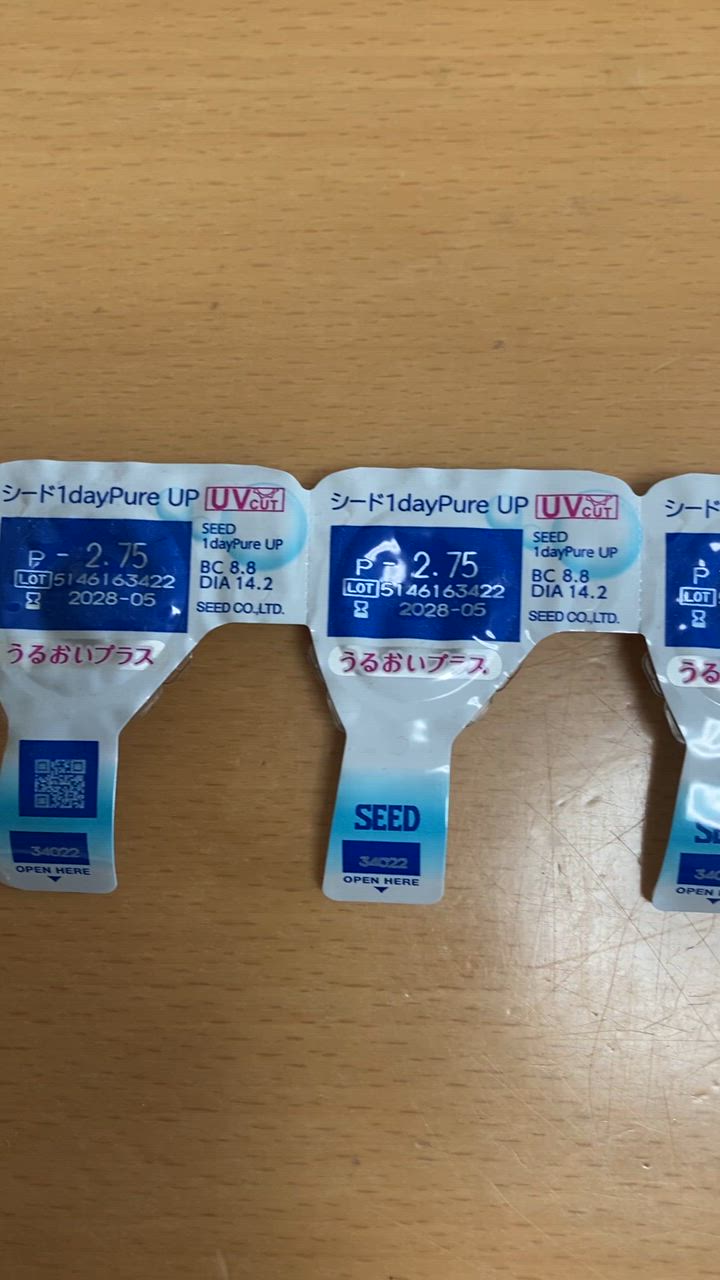 シード1dayPure UP UV CUT
SEED
1dayPure UP
P - 2.75
LOT 5146163422
2028-05
BC 8.8
DIA 14.2
SEED CO.,LTD.
うるおいプラス
34022
OPEN HERE
シード1dayPure UP UV CUT
SEED
1dayPure UP
P - 2.75
LOT 5146163422
2028-05
BC 8.8
DIA 14.2
SEED CO.,LTD.
うるおいプラス
SEED
34022
OPEN HERE
シード
P
LOT
うる